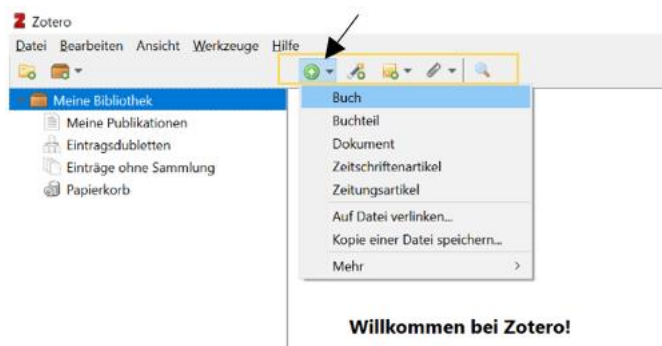 Zotero
Datei Bearbeiten Ansicht Werkzeuge Hilfe
Meine Bibliothek
Meine Publikationen
Eintragsdubletten
Einträge ohne Sammlung
Papierkorb
Buch
Buchteil
Dokument
Zeitschriftenartikel
Zeitungsartikel
Auf Datei verlinken...
Kopie einer Datei speichern...
Mehr
Willkommen bei Zotero!